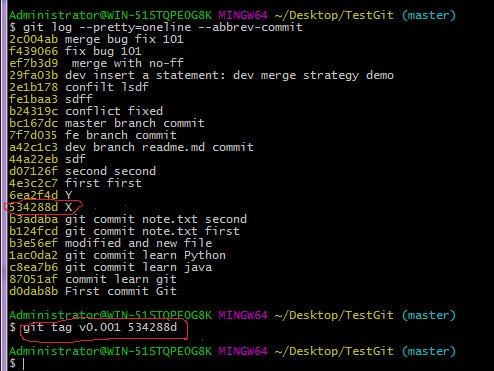 Administrator@WIN-51STQPEOG8K MINGW64 ~/Desktop/TestGit (master)
$ git log --pretty=oneline --abbrev-commit
2c004ab merge bug fix 101
f439066 fix bug 101
ef7b3d9  merge with no-ff
29fa03b dev insert a statement: dev merge strategy demo
2e1b178 confilt lsdf
fe1baa3 sdff
b24319c conflict fixed
bc167dc master branch commit
7f7d035 fe branch commit
a42c1c3 dev branch readme.md commit
44a22eb sdf
d07126f second second
4e3c2c7 first first
6ea2f4d Y
534288d X
b3adaba git commit note.txt second
b124fcd git commit note.txt first
b3e56ef modified and new file
1ac0da2 git commit learn Python
c8ea7b6 git commit learn java
87051af commit learn git
d0dab8b First commit Git
Administrator@WIN-51STQPEOG8K MINGW64 ~/Desktop/TestGit (master)
$ git tag v0.001 534288d
Administrator@WIN-51STQPEOG8K MINGW64 ~/Desktop/TestGit (master)
$